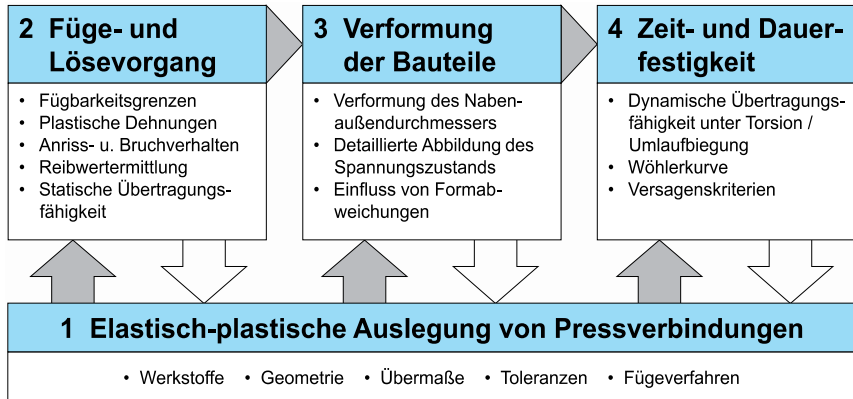 2 Füge- und
Lösevorgang
• Fügbarkeitsgrenzen
• Plastische Dehnungen
• Anriss- u. Bruchverhalten
• Reibwertermittlung
• Statische Übertragungs-
fähigkeit
3 Verformung
der Bauteile
• Verformung des Naben-
außendurchmessers
• Detaillierte Abbildung des
Spannungszustands
• Einfluss von Formab-
weichungen
4 Zeit- und Dauer-
festigkeit
• Dynamische Übertragungs-
fähigkeit unter Torsion /
Umlaufbiegung
• Wöhlerkurve
• Versagenskriterien
1 Elastisch-plastische Auslegung von Pressverbindungen
• Werkstoffe • Geometrie • Übermaße • Toleranzen • Fügeverfahren